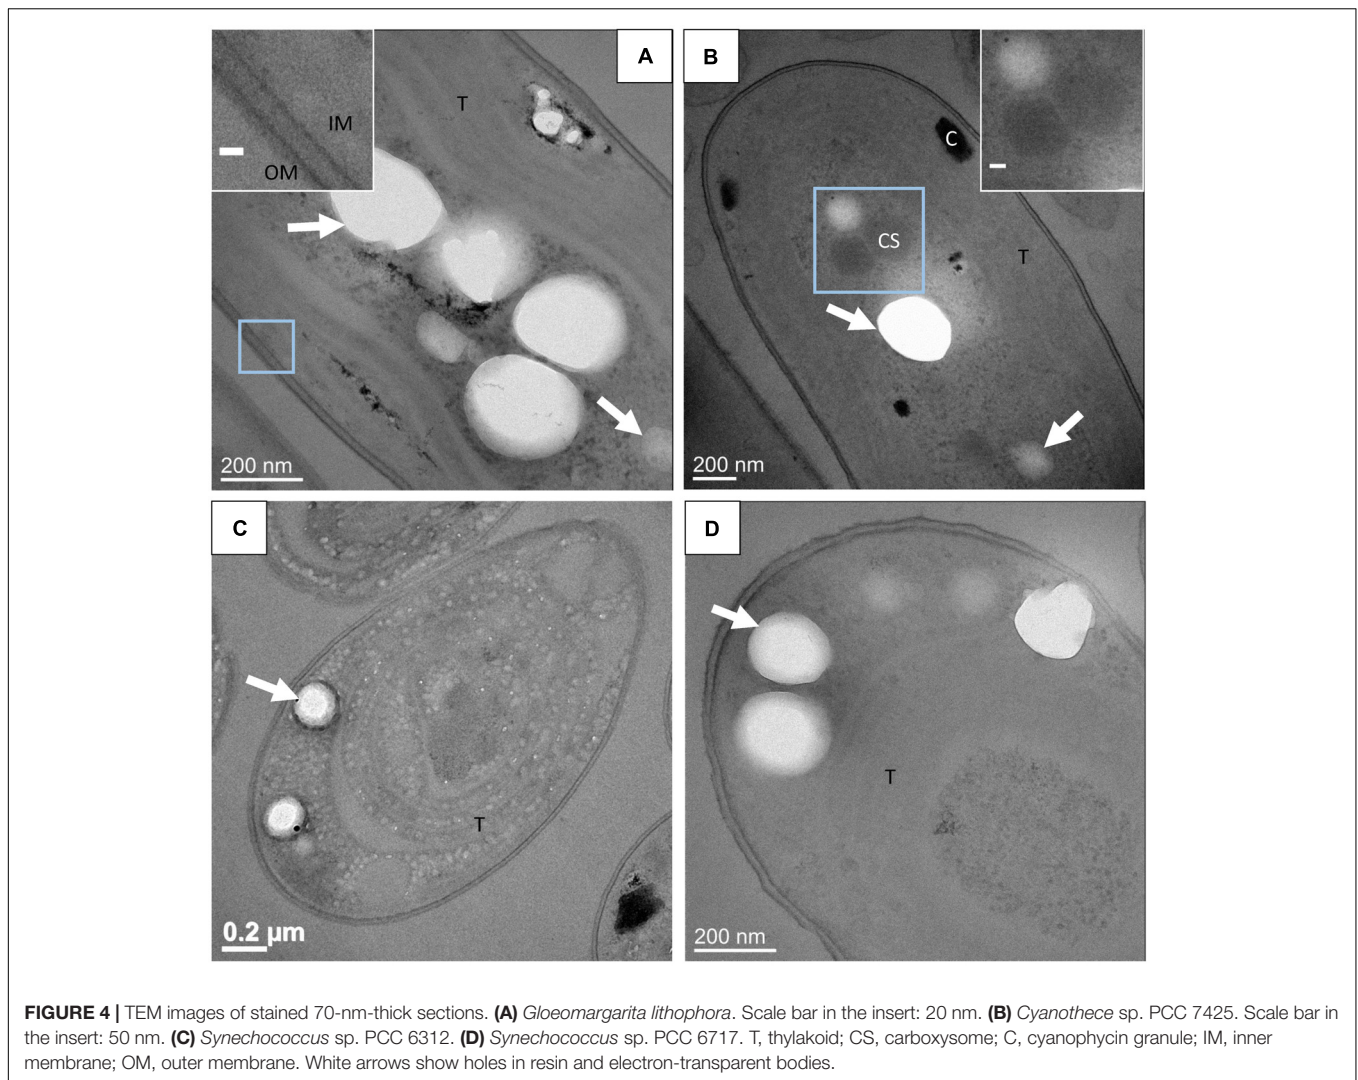 A
T
IM
OM
200 nm
B
C
CS
T
200 nm
C
T
0.2 µm
D
T
200 nm
FIGURE 4 | TEM images of stained 70-nm-thick sections. (A) Gloeomargarita lithophora. Scale bar in the insert: 20 nm. (B) Cyanothece sp. PCC 7425. Scale bar in
the insert: 50 nm. (C) Synechococcus sp. PCC 6312. (D) Synechococcus sp. PCC 6717. T, thylakoid; CS, carboxysome; C, cyanophycin granule; IM, inner
membrane; OM, outer membrane. White arrows show holes in resin and electron-transparent bodies.